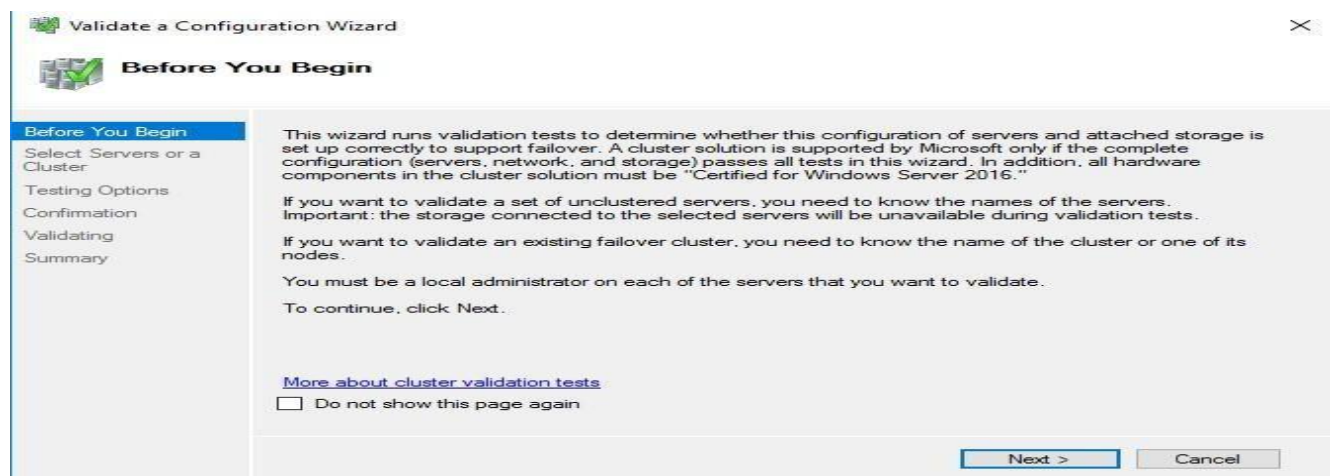 Validate a Configuration Wizard
Before You Begin
Before You Begin
Select Servers or a
Cluster
Testing Options
Confirmation
Validating
Summary
This wizard runs validation tests to determine whether this configuration of servers and attached storage is
set up correctly to support failover. A cluster solution is supported by Microsoft only if the complete
configuration (servers, network, and storage) passes all tests in this wizard. In addition, all hardware
components in the cluster solution must be "Certified for Windows Server 2016."
If you want to validate a set of unclustered servers, you need to know the names of the servers.
Important: the storage connected to the selected servers will be unavailable during validation tests.
If you want to validate an existing failover cluster, you need to know the name of the cluster or one of its
nodes.
You must be a local administrator on each of the servers that you want to validate.
To continue, click Next.
More about cluster validation tests
Do not show this page again
Next >
Cancel